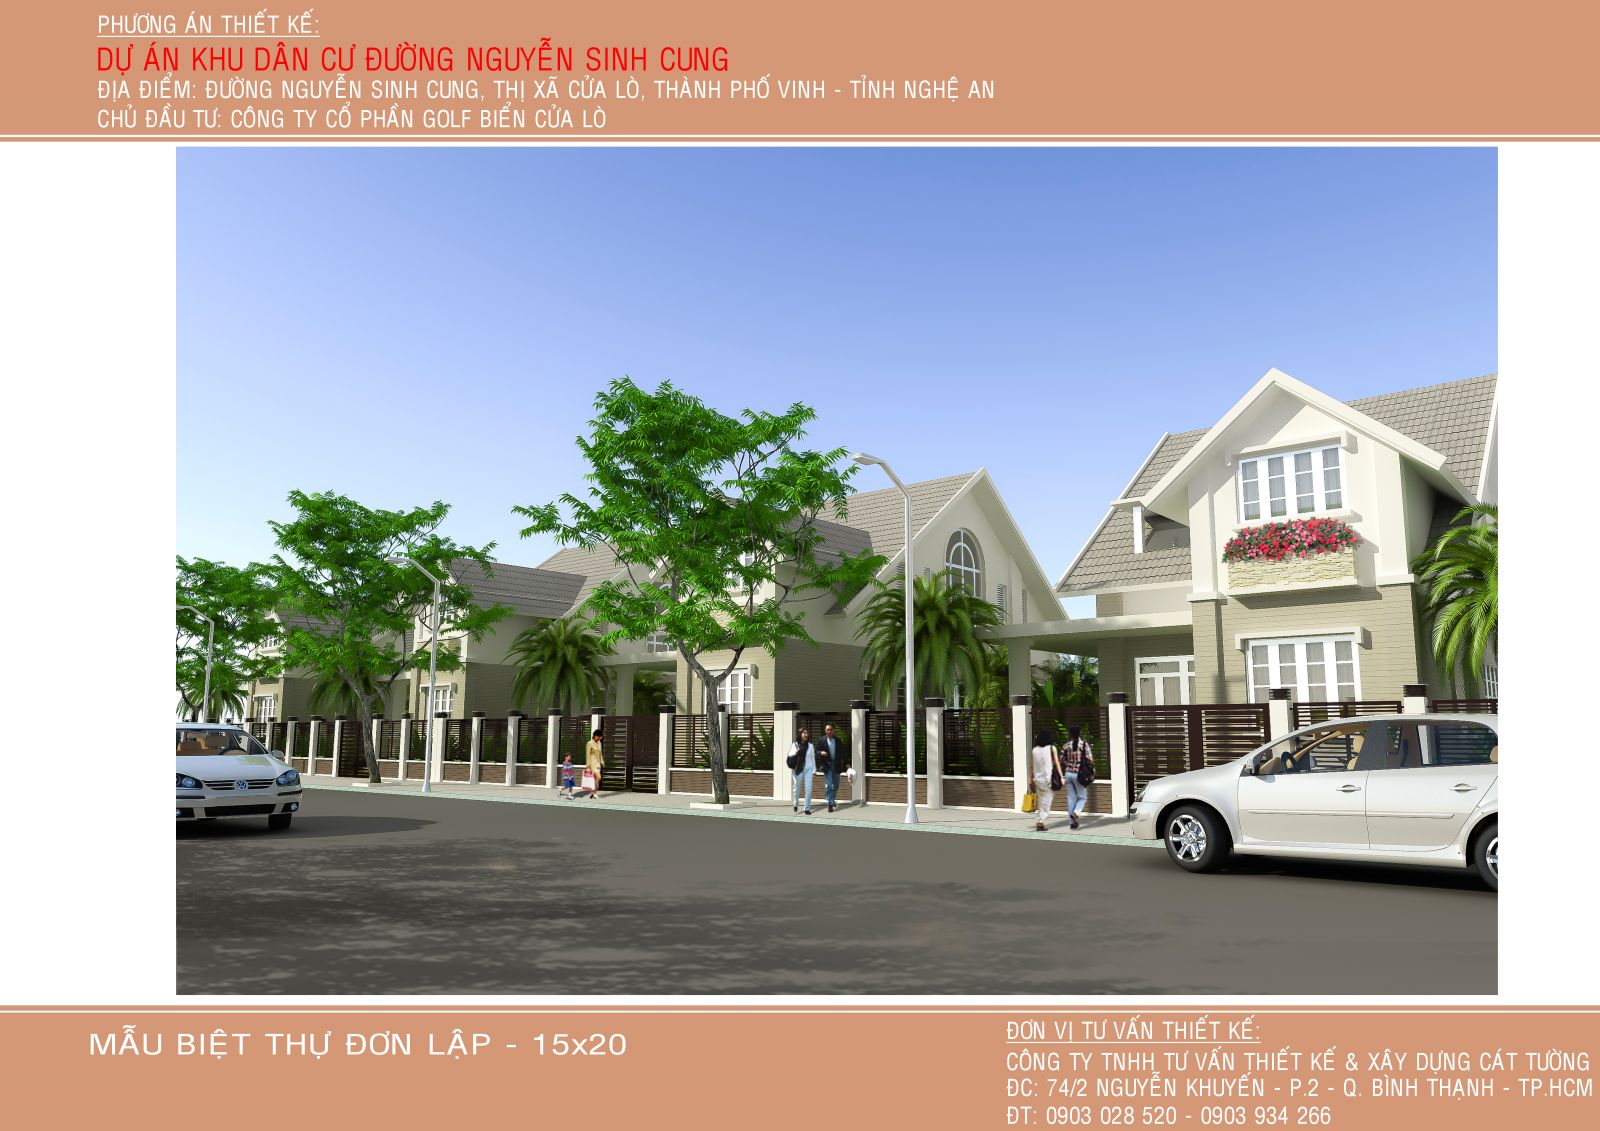 PHƯƠNG ÁN THIẾT KẾ:
DỰ ÁN KHU DÂN CƯ ĐƯỜNG NGUYỄN SINH CUNG
ĐỊA ĐIỂM: ĐƯỜNG NGUYỄN SINH CUNG, THỊ XÃ CỬA LÒ, THÀNH PHỐ VINH - TỈNH NGHỆ AN
CHỦ ĐẦU TƯ: CÔNG TY CỔ PHẦN GOLF BIỂN CỬA LÒ
MẪU BIỆT THỰ ĐƠN LẬP - 15x20
ĐƠN VỊ TƯ VẤN THIẾT KẾ:
CÔNG TY TNHH TƯ VẤN THIẾT KẾ & XÂY DỰNG CÁT TƯỜNG
ĐC: 74/2 NGUYỄN KHUYẾN - P.2 - Q. BÌNH THẠNH - TP.HCM
ĐT: 0903 028 520 - 0903 934 266